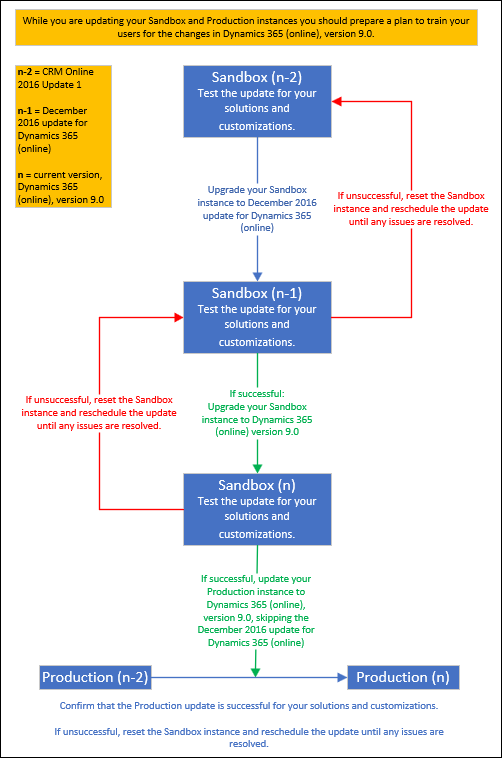 While you are updating your Sandbox and Production instances you should prepare a plan to train your
users for the changes in Dynamics 365 (online), version 9.0.
n-2 = CRM Online
2016 Update 1
n-1 = December
2016 update for
Dynamics 365
(online)
n = current version,
Dynamics 365
(online), version 9.0
Sandbox (n-2)
Test the update for your
solutions and
customizations.
Upgrade your Sandbox
instance to December 2016
update for Dynamics 365
(online)
If unsuccessful, reset the Sandbox
instance and reschedule the update
until any issues are resolved.
Sandbox (n-1)
Test the update for your
solutions and
customizations.
If unsuccessful, reset the Sandbox
instance and reschedule the update
until any issues are resolved.
If successful:
Upgrade your Sandbox
instance to Dynamics 365
(online) version 9.0
Sandbox (n)
Test the update for your
solutions and
customizations.
If successful, update your
Production instance to
Dynamics 365 (online),
version 9.0, skipping the
December 2016 update for
Dynamics 365 (online)
Production (n-2)
Production (n)
Confirm that the Production update is successful for your solutions and customizations.
If unsuccessful, reset the Sandbox instance and reschedule the update until any issues are
resolved.